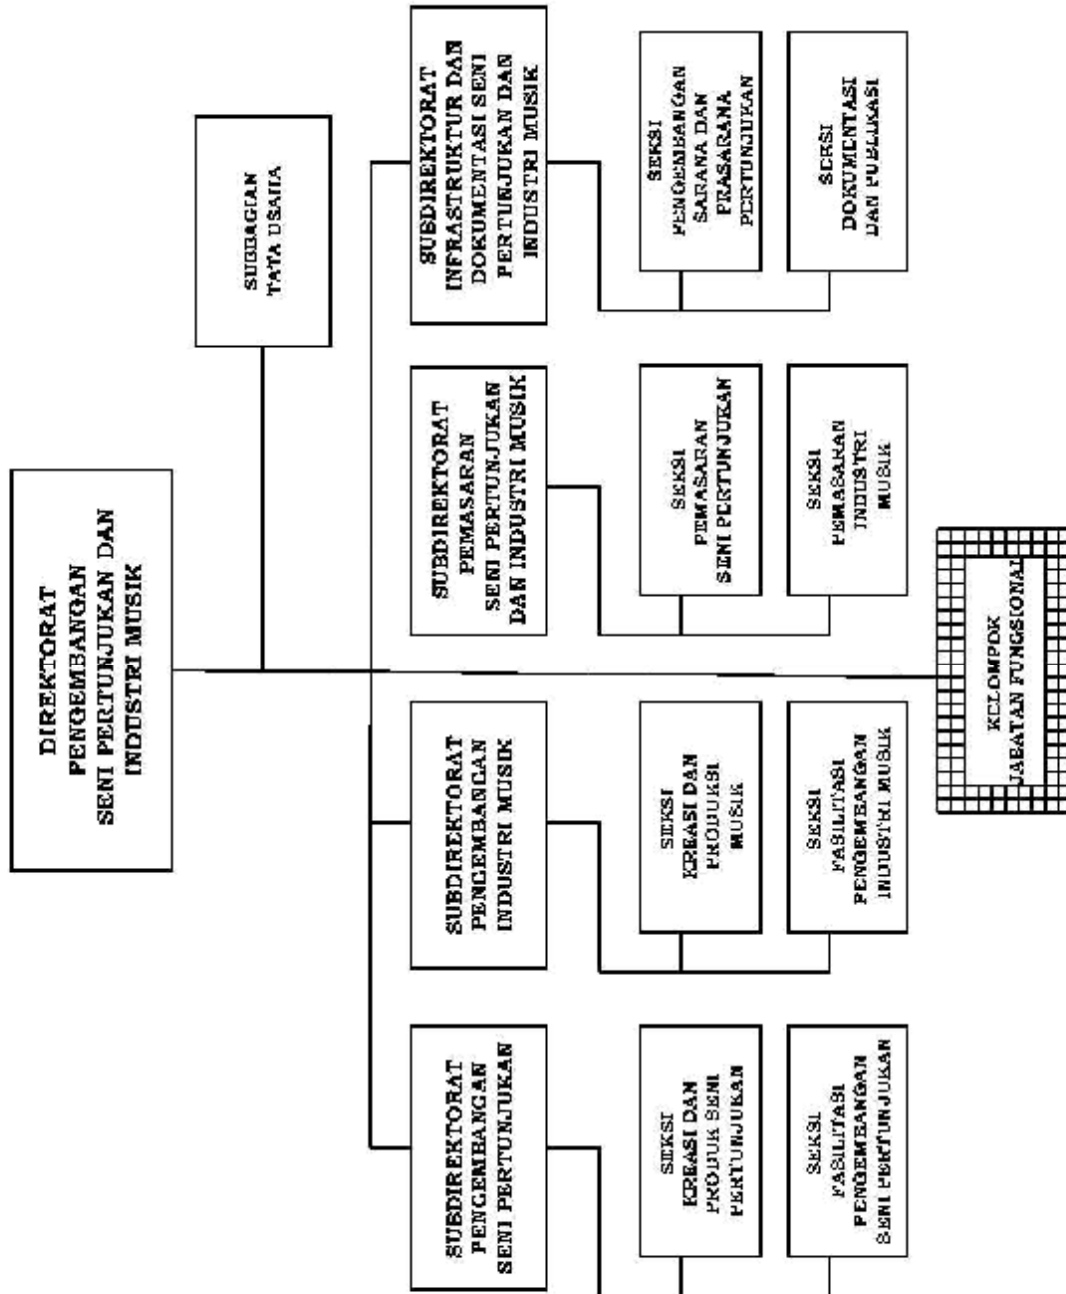 DIREKTORAT
PENGEMBANGAN
SENI PERTUNJUKAN DAN
INDUSTRI MUSIK
SUBBAGIAN
TATA USAHA
SUBDIREKTORAT
PENGEMBANGAN
SENI PERTUNJUKAN
SUBDIREKTORAT
PENGEMBANGAN
INDUSTRI MUSIK
SUBDIREKTORAT
PEMASARAN
SENI PERTUNJUKAN
DAN INDUSTRI MUSIK
SUBDIREKTORAT
INFRASTRUKTUR DAN
DOKUMENTASI SENI
PERTUNJUKAN DAN
INDUSTRI MUSIK
SEKSI
KREASI DAN
PRODUK SENI
PERTUNJUKAN
SEKSI
KREASI DAN
PRODUKSI
MUSIK
SEKSI
PEMASARAN
SENI PERTUNJUKAN
SEKSI
PENGEMBANGAN
SARANA DAN
PRASARANA
PERTUNJUKAN
SEKSI
FASILITASI
PENGEMBANGAN
SENI PERTUNJUKAN
SEKSI
FASILITASI
PENGEMBANGAN
INDUSTRI MUSIK
SEKSI
PEMASARAN
INDUSTRI
MUSIK
SEKSI
DOKUMENTASI
DAN PUBLIKASI
KELOMPOK
JABATAN FUNGSIONAL